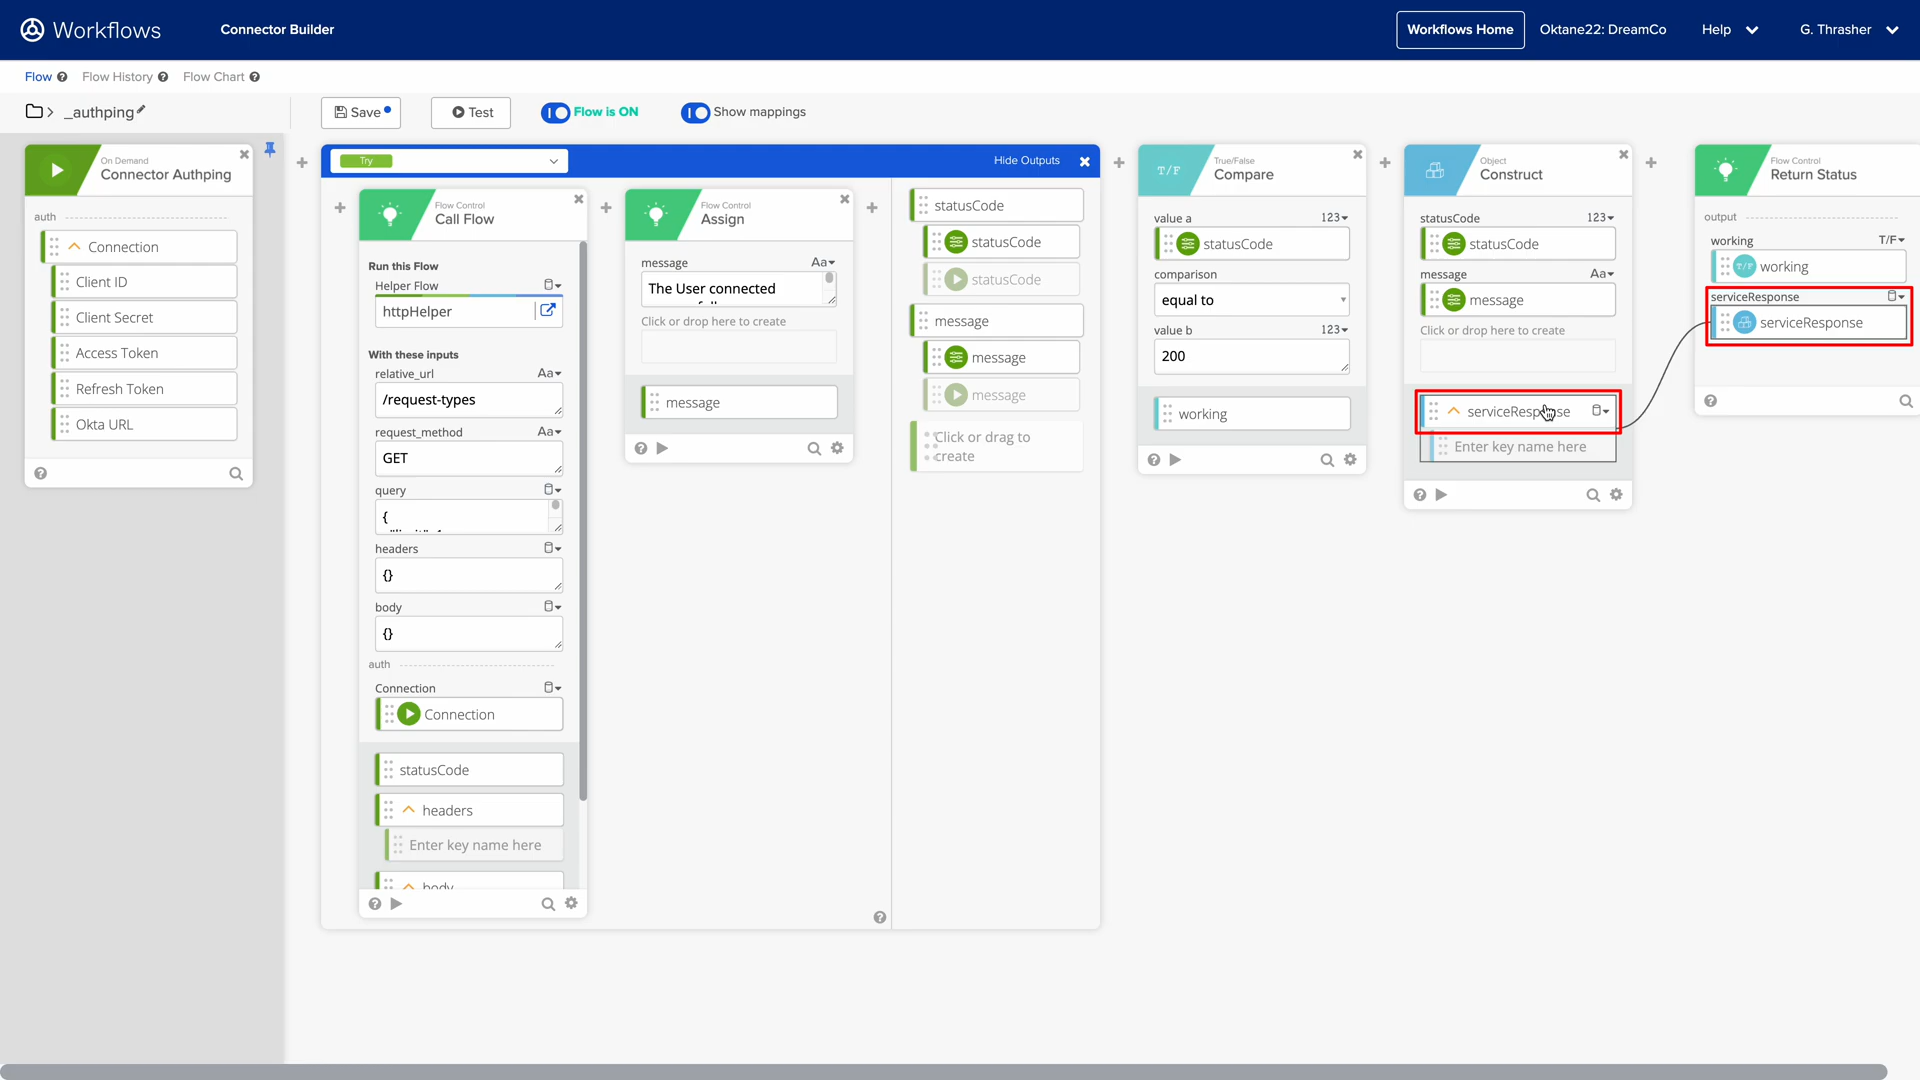 Workflows
Connector Builder
Workflows Home
Oktane22: DreamCo
Help
G. Thrasher
Flow
Flow History
Flow Chart
_authping
Save
Test
Flow is ON
Show mappings
On Demand
Connector Authping
auth
Connection
Client ID
Client Secret
Access Token
Refresh Token
Okta URL
Try
Hide Outputs
Flow Control
Call Flow
Run this Flow
Helper Flow
httpHelper
With these inputs
relative_url
Aa
/request-types
request_method
Aa
GET
query
{
headers
{}
body
{}
auth
Connection
Connection
statusCode
headers
Enter key name here
body
Flow Control
Assign
message
Aa
The User connected
Click or drop here to create
message
statusCode
statusCode
statusCode
message
message
message
Click or drag to
create
T/F
True/False
Compare
value a
123
statusCode
comparison
equal to
value b
123
200
working
Object
Construct
statusCode
123
statusCode
message
Aa
message
Click or drop here to create
serviceResponse
Enter key name here
Flow Control
Return Status
output
working
T/F
T/F
working
serviceResponse
serviceResponse